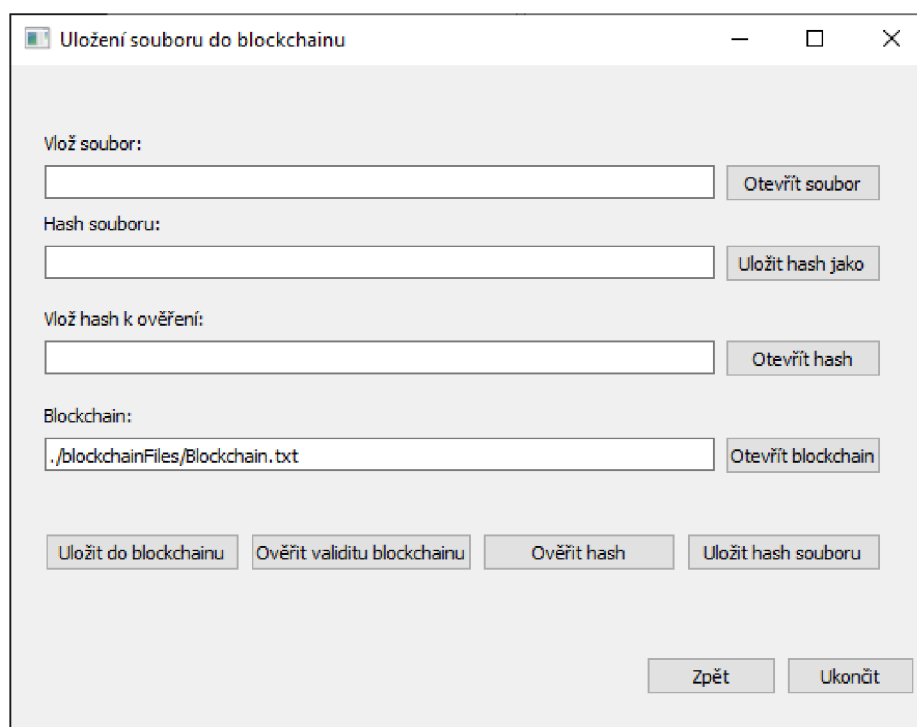 Uložení souboru do blockchainu
Vlož soubor:
Otevřít soubor
Hash souboru:
Uložit hash jako
Vlož hash k ověření:
Otevřít hash
Blockchain:
./blockchainFiles/Blockchain.txt Otevřít blockchain
Uložit do blockchainu Ověřit validitu blockchainu Ověřit hash Uložit hash souboru
Zpět Ukončit